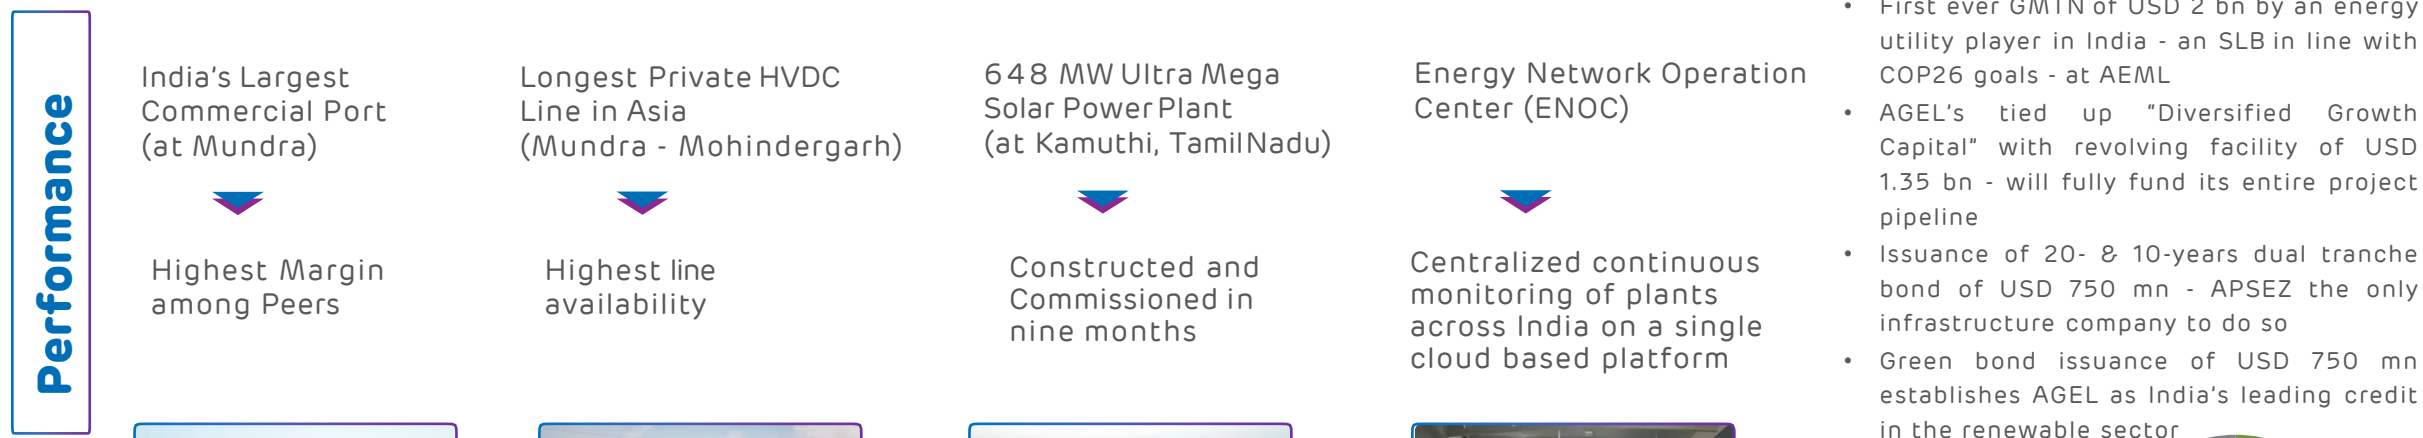 Performance
India's Largest
Commercial Port
(at Mundra)
Highest Margin
among Peers
Longest Private HVDC
Line in Asia
(Mundra - Mohindergarh)
Highest line
availability
648 MW Ultra Mega
Solar Power Plant
(at Kamuthi, TamilNadu)
Constructed and
Commissioned in
nine months
Energy Network Operation
Center (ENOC)
Centralized continuous
monitoring of plants
across India on a single
cloud based platform
• First ever GMTN of USD 2 bn by an energy
utility player in India - an SLB in line with
COP26 goals - at AEML
• AGEL's tied up "Diversified Growth
Capital" with revolving facility of USD
1.35 bn - will fully fund its entire project
pipeline
• Issuance of 20- & 10-years dual tranche
bond of USD 750 mn - APSEZ the only
infrastructure company to do so
• Green bond issuance of USD 750 mn
establishes AGEL as India's leading credit
in the renewable sector